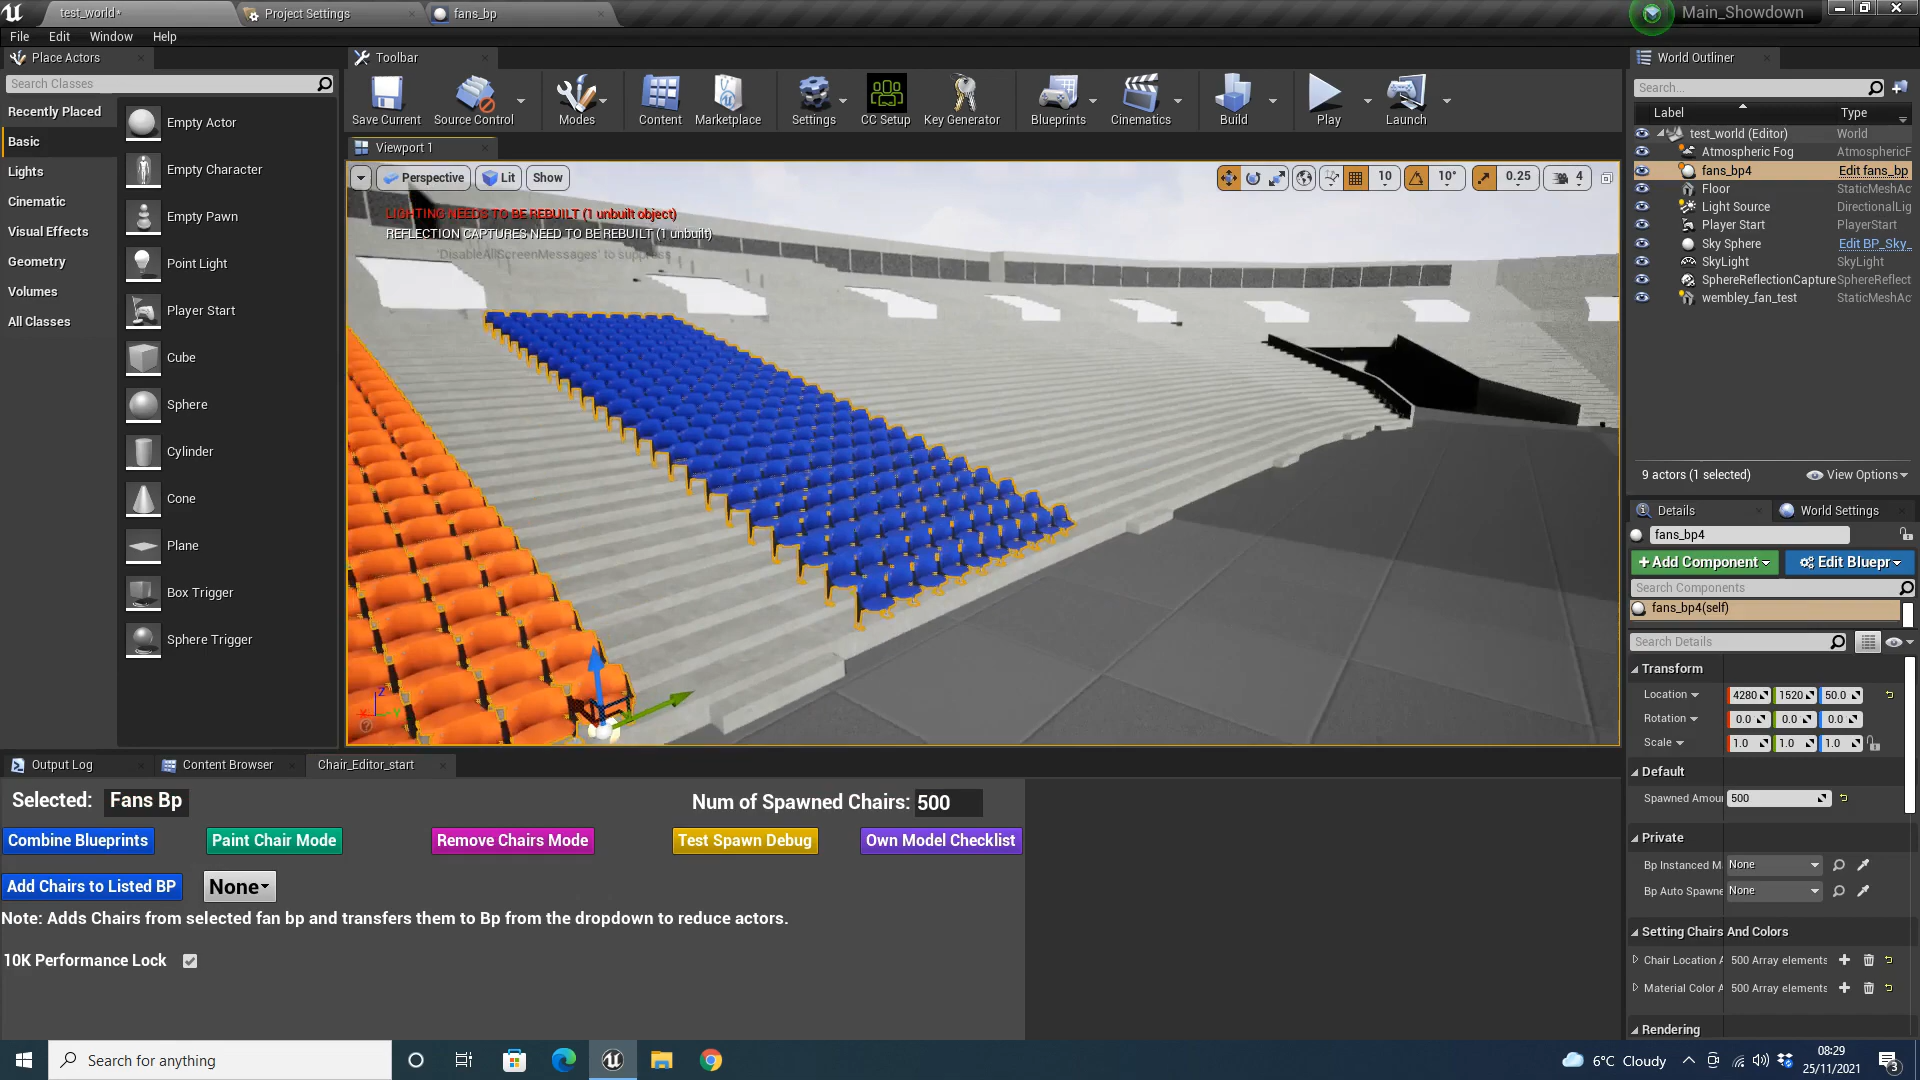 test_world*
Project Settings
fans_bp
Main_Showdown
File Edit Window Help
Place Actors
Toolbar
World Outliner
Search Classes
Recently Placed
Basic
Lights
Cinematic
Visual Effects
Geometry
Volumes
All Classes
Empty Actor
Empty Character
Empty Pawn
Point Light
Player Start
Cube
Sphere
Cylinder
Cone
Plane
Box Trigger
Sphere Trigger
Save Current
Source Control
Modes
Content
Marketplace
Settings
CC Setup
Key Generator
Blueprints
Cinematics
Build
Play
Launch
Viewport 1
Perspective
Lit
Show
10
10°
0.25
4
LIGHTING NEEDS TO BE REBUILT (1 unbuilt object)
REFLECTION CAPTURES NEED TO BE REBUILT (1 unbuilt)
'DisableAllScreenMessages' to suppress
Z
X
Y
Search...
Label Type
test_world (Editor) World
Atmospheric Fog AtmosphericF
fans_bp4 Edit fans_bp
Floor StaticMeshAc
Light Source DirectionalLig
Player Start PlayerStart
Sky Sphere Edit BP_Sky_
SkyLight SkyLight
SphereReflectionCapture SphereReflect
wembley_fan_test StaticMeshAc
9 actors (1 selected)
View Options
Details
World Settings
fans_bp4
+Add Component
Edit Bluepr
Search Components
fans_bp4(self)
Search Details
Transform
Location 4280 1520 50.0
Rotation 0.0 0.0 0.0
Scale 1.0 1.0 1.0
Default
Spawned Amou 500
Private
Bp Instanced M None
Bp Auto Spawne None
Setting Chairs And Colors
Chair Location A 500 Array elements
Material Color A 500 Array elements
Rendering
Output Log
Content Browser
Chair_Editor_start
Selected: Fans Bp
Num of Spawned Chairs: 500
Combine Blueprints
Paint Chair Mode
Remove Chairs Mode
Test Spawn Debug
Own Model Checklist
Add Chairs to Listed BP
None
Note: Adds Chairs from selected fan bp and transfers them to Bp from the dropdown to reduce actors.
10K Performance Lock
Search for anything
6°C Cloudy
08:29
25/11/2021
3